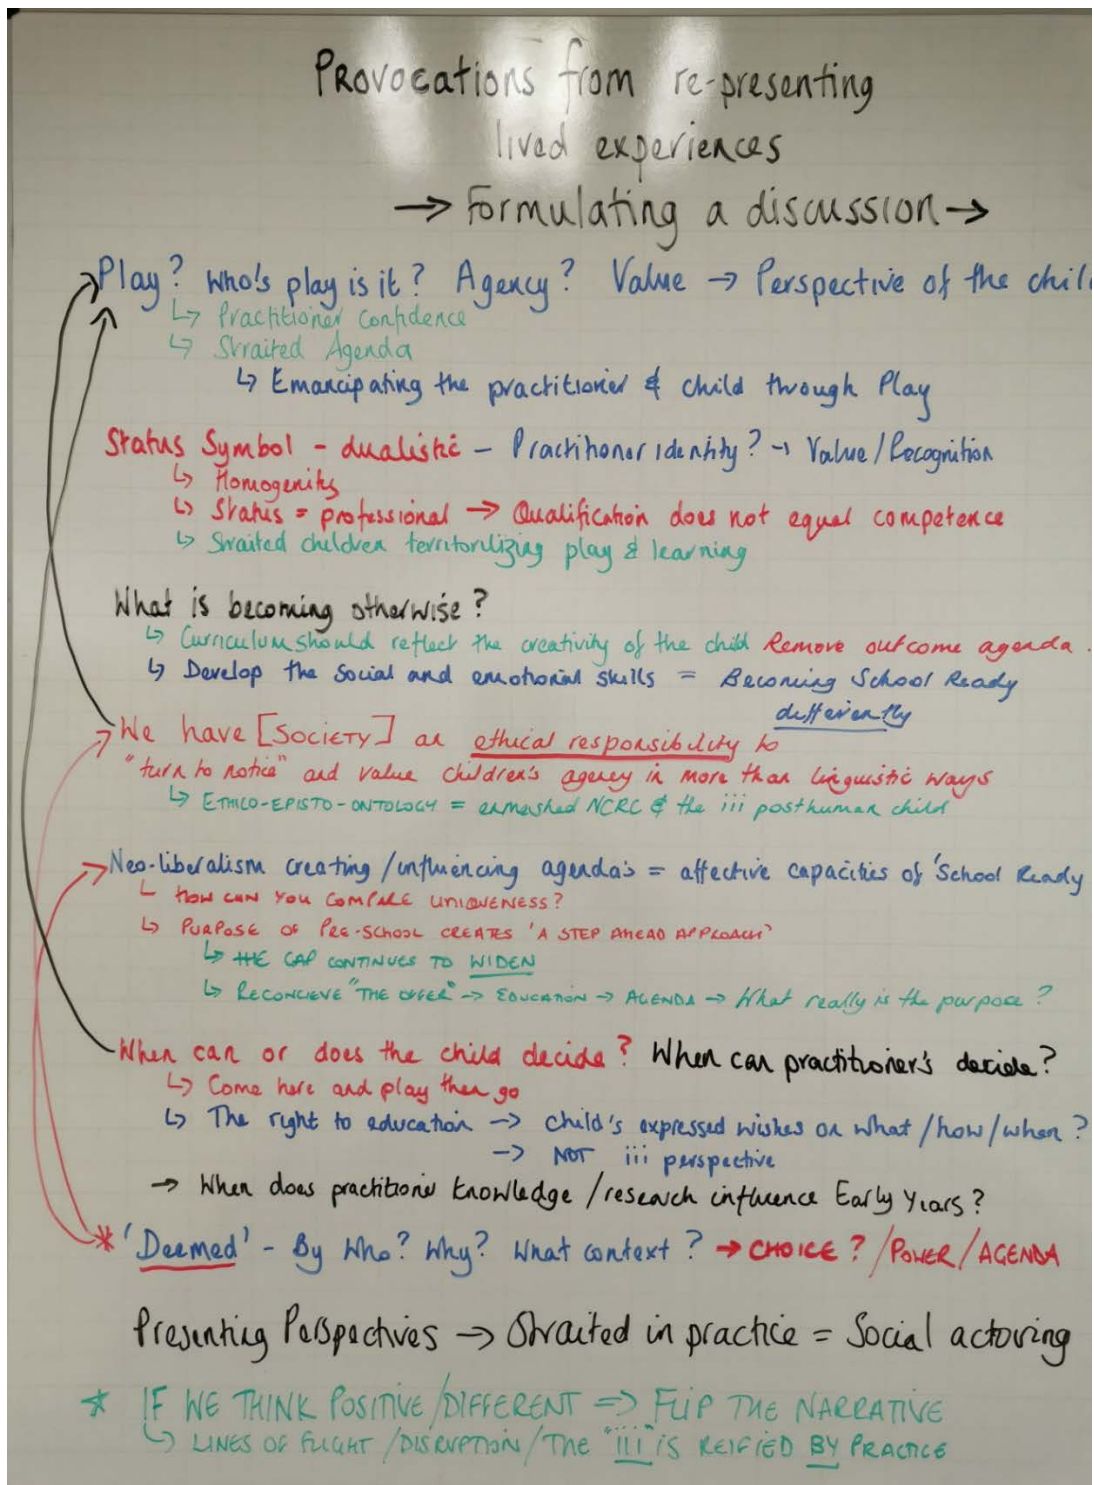 Provocations from re-presenting
lived experiences
→ Formulating a discussion →
Play? Who's play is it? Agency? Value → Perspective of the chil
↳ Practitioner Confidence
↳ Straited Agenda
↳ Emancipating the practitioner & child through Play
Status Symbol - dualistic - Practitioner identity? → Value/Recognition
↳ Homogenity
↳ Status = professional → Qualification does not equal competence
↳ Straited children territorilizing play & learning
What is becoming otherwise?
↳ Curriculum should reflect the creativity of the child Remove outcome agenda.
↳ Develop the social and emotional skills = Becoming School Ready
differently
We have [SOCIETY] an ethical responsibility to
"turn to notice" and value children's agency in more than linguistic ways
↳ ETHICO-EPISTO-ONTOLOGY = enmeshed NCRC & the iii posthuman child
Neo-liberalism creating/influencing agenda's = affective capacities of 'School Ready
↳ HOW CAN YOU COMPARE UNIQUENESS?
↳ PURPOSE OF PRE-SCHOOL CREATES 'A STEP AHEAD APPROACH'
↳ THE GAP CONTINUES TO WIDEN
↳ RECONCIEVE "THE OFFER" → EDUCATION → AGENDA → What really is the purpose?
When can or does the child decide? When can practitioner's decide?
↳ Come here and play then go
↳ The right to education → child's expressed wishes on what/how/when?
→ NOT iii perspective
→ When does practitioner knowledge/research influence Early Years?
* 'Deemed' - By Who? Why? What context? → CHOICE?/POWER/AGENDA
Presenting Perspectives → Straited in practice = Social actoring
* IF WE THINK POSITIVE/DIFFERENT => FLIP THE NARRATIVE
↳ LINES OF FLIGHT/DISRUPTION/THE "iii" IS REIFIED BY PRACTICE